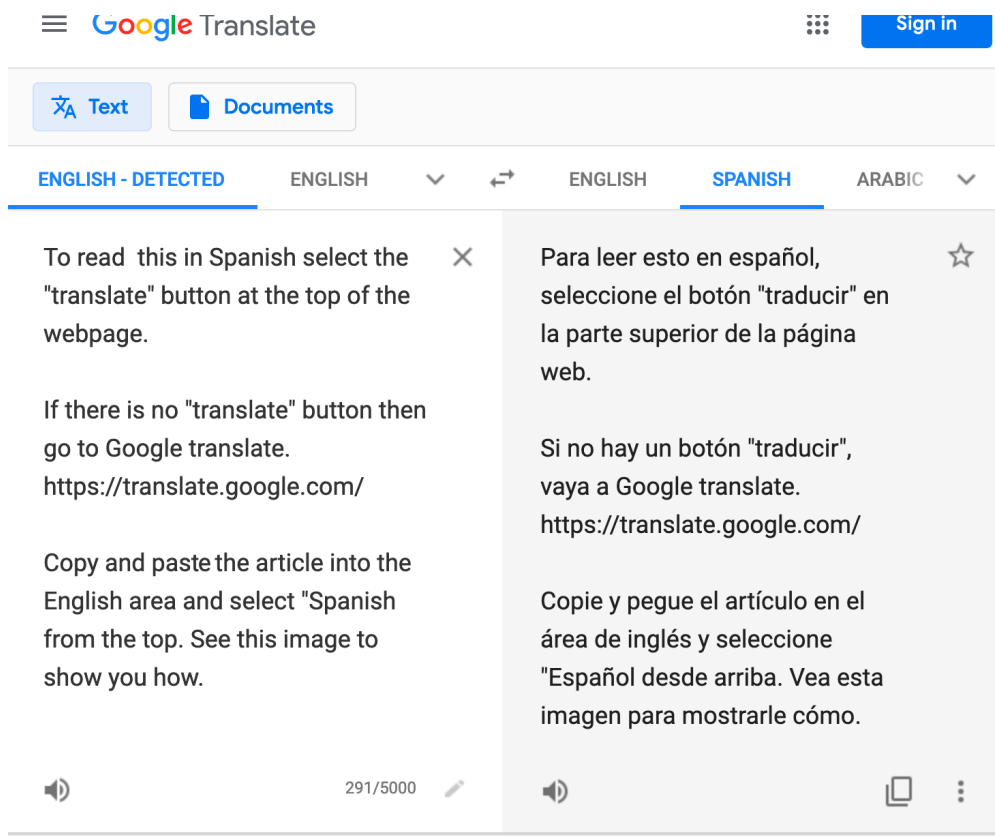 Google Translate
Sign in
Text
Documents
ENGLISH - DETECTED
ENGLISH
ENGLISH
SPANISH
ARABIC
To read  this in Spanish select the
"translate" button at the top of the
webpage.
If there is no "translate" button then
go to Google translate.
https://translate.google.com/
Copy and paste the article into the
English area and select "Spanish
from the top. See this image to
show you how.
291/5000
Para leer esto en español,
seleccione el botón "traducir" en
la parte superior de la página
web.
Si no hay un botón "traducir",
vaya a Google translate.
https://translate.google.com/
Copie y pegue el artículo en el
área de inglés y seleccione
"Español desde arriba. Vea esta
imagen para mostrarle cómo.